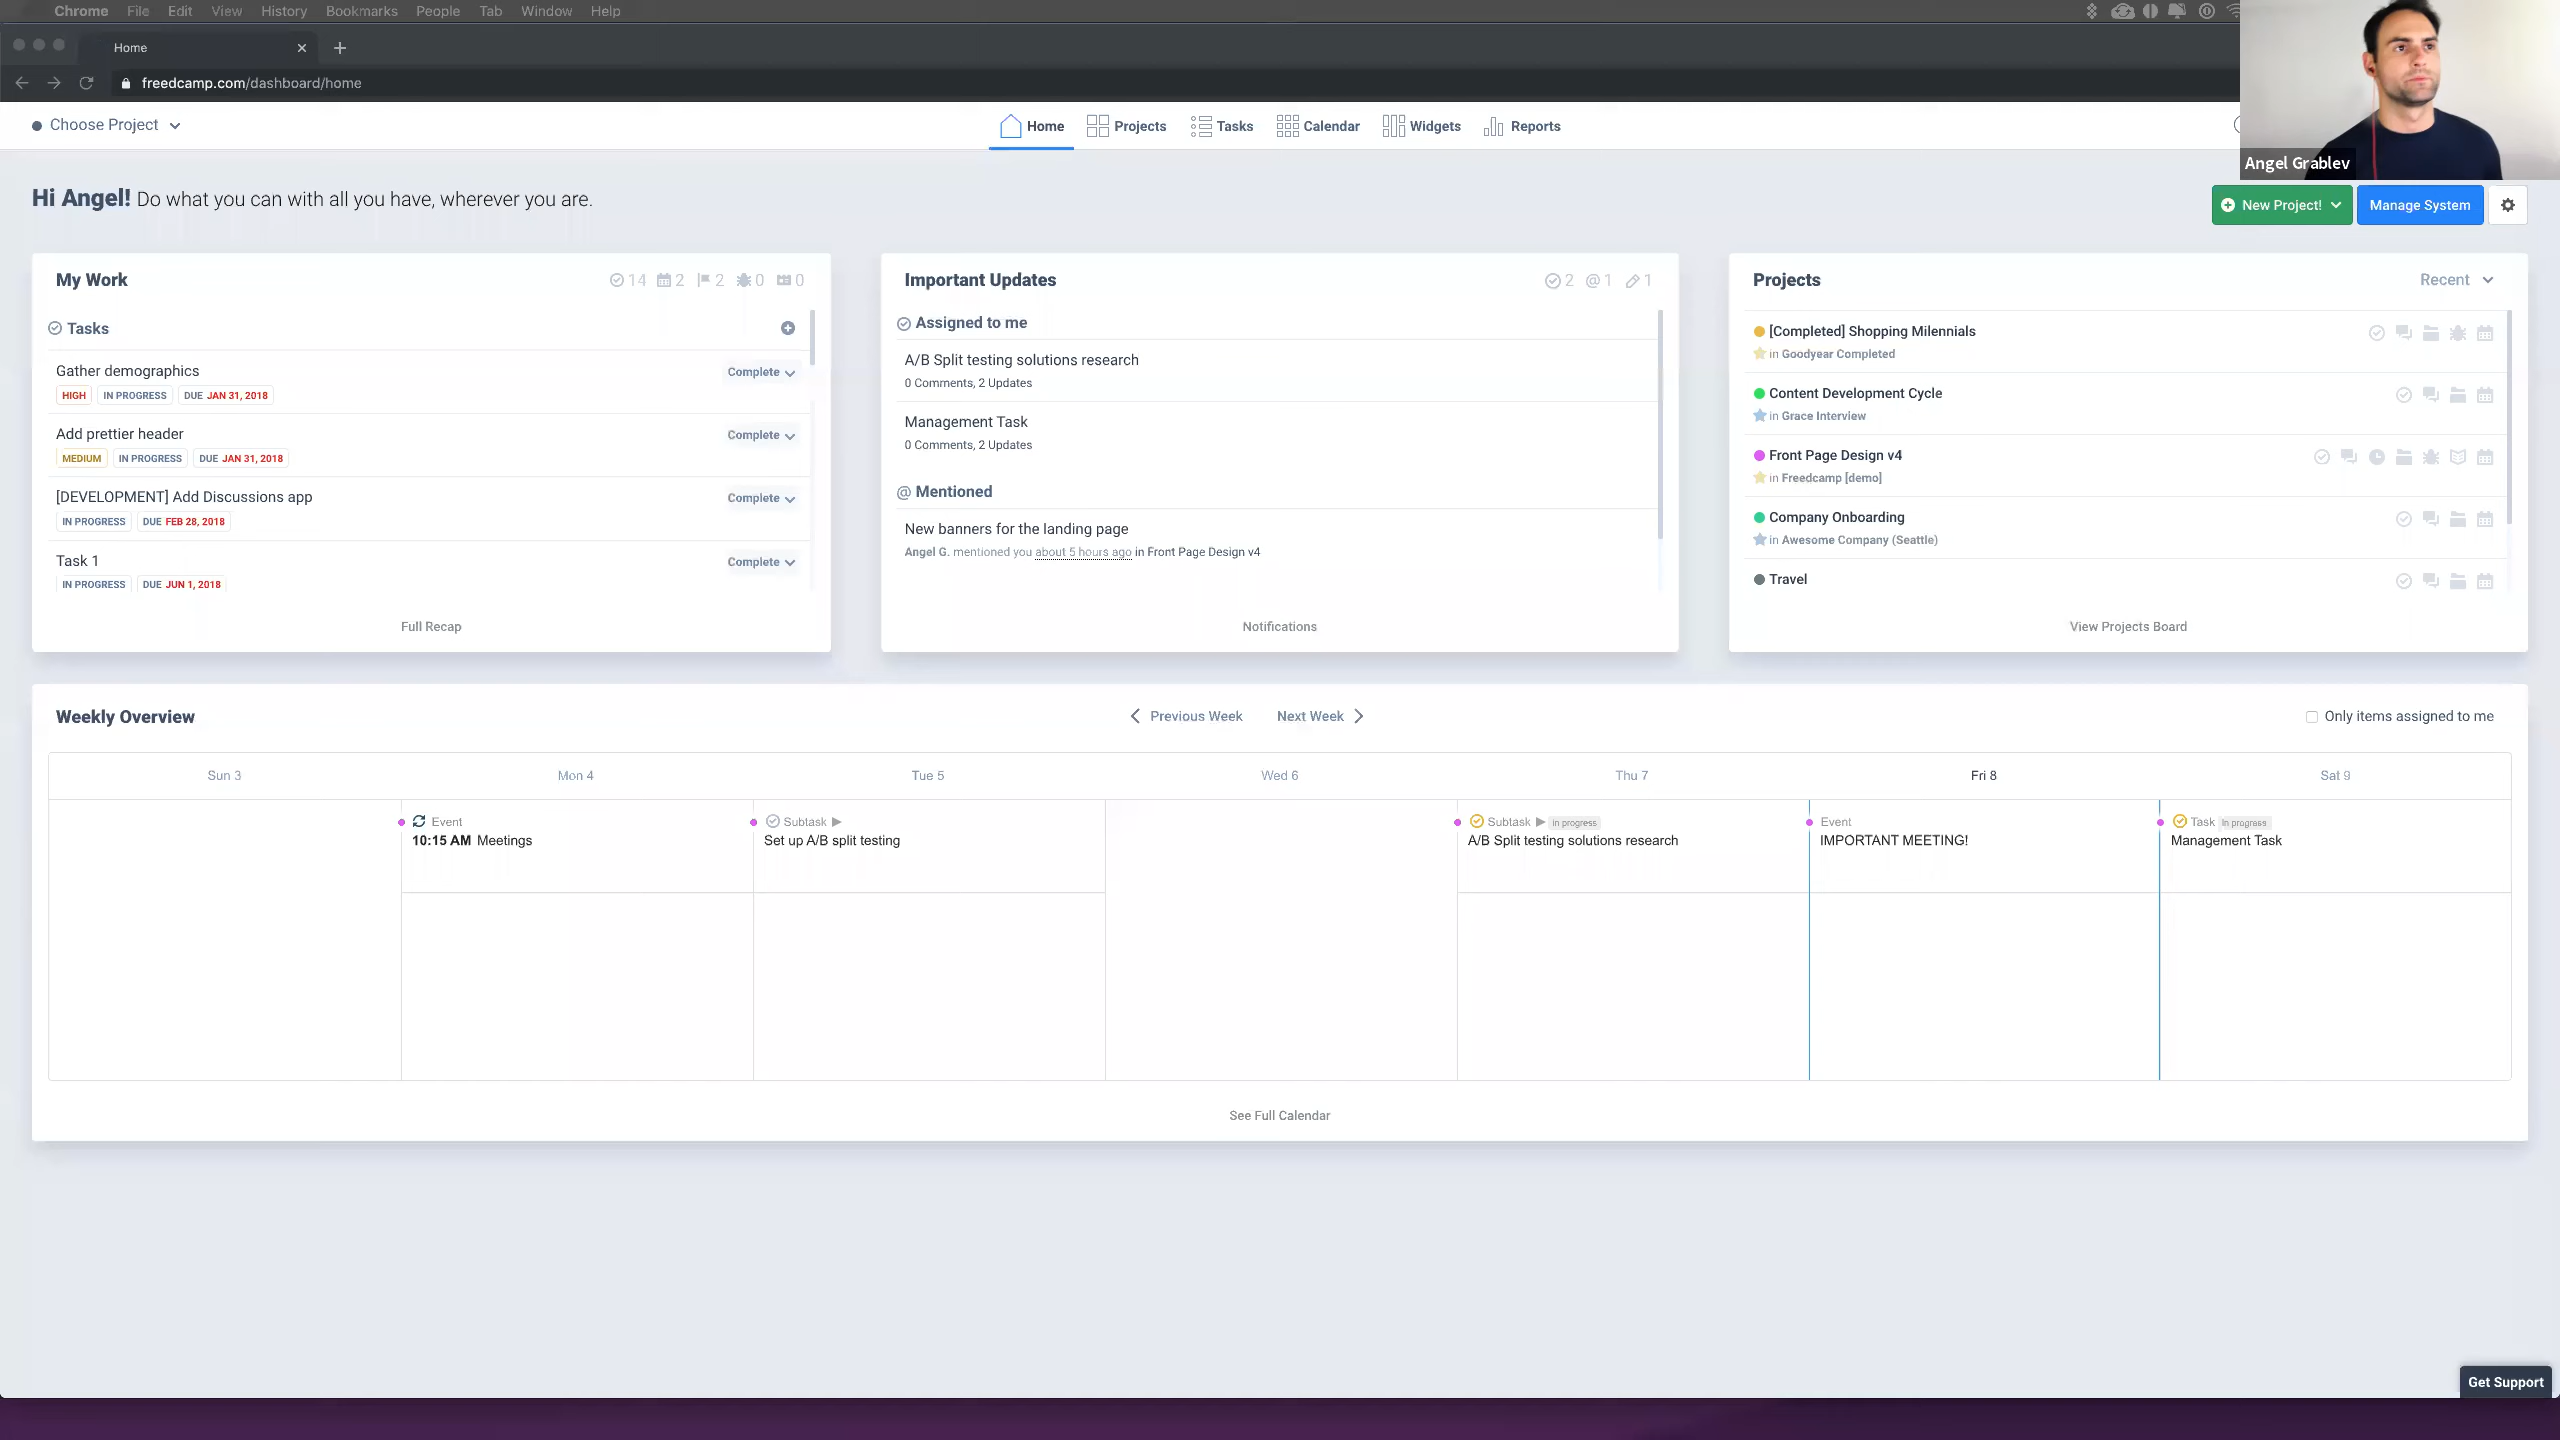 Chrome File Edit View History Bookmarks People Tab Window Help
Home
freedcamp.com/dashboard/home
Choose Project
Home Projects Tasks Calendar Widgets Reports
Angel Grablev
Hi Angel! Do what you can with all you have, wherever you are.
New Project! Manage System
My Work 14 2 2 0 0
Tasks
Gather demographics Complete
HIGH IN PROGRESS DUE JAN 31, 2018
Add prettier header Complete
MEDIUM IN PROGRESS DUE JAN 31, 2018
[DEVELOPMENT] Add Discussions app Complete
IN PROGRESS DUE FEB 28, 2018
Task 1 Complete
IN PROGRESS DUE JUN 1, 2018
Full Recap
Important Updates 2 @ 1 1
Assigned to me
A/B Split testing solutions research
0 Comments, 2 Updates
Management Task
0 Comments, 2 Updates
@ Mentioned
New banners for the landing page
Angel G. mentioned you about 5 hours ago in Front Page Design v4
Notifications
Projects Recent
[Completed] Shopping Milennials
in Goodyear Completed
Content Development Cycle
in Grace Interview
Front Page Design v4
in Freedcamp [demo]
Company Onboarding
in Awesome Company (Seattle)
Travel
View Projects Board
Weekly Overview Previous Week Next Week Only items assigned to me
Sun 3 Mon 4 Tue 5 Wed 6 Thu 7 Fri 8 Sat 9
Event
10:15 AM Meetings
Subtask
Set up A/B split testing
Subtask In progress
A/B Split testing solutions research
Event
IMPORTANT MEETING!
Task In progress
Management Task
See Full Calendar
Get Support